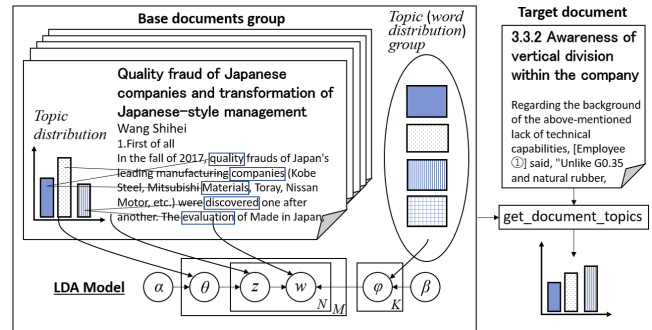 Base documents group
Topic (word
distribution)
group
Target document
Quality fraud of Japanese
companies and transformation of
Japanese-style management
Wang Shihei
1.First of all
In the fall of 2017, quality frauds of Japan's
leading manufacturing companies (Kobe
Steel, Mitsubishi Materials, Toray, Nissan
Motor, etc.) were discovered one after
another. The evaluation of Made in Japan,
Topic
distribution
3.3.2 Awareness of
vertical division
within the company
Regarding the background
of the above-mentioned
lack of technical
capabilities, [Employee
①] said, "Unlike G0.35
and natural rubber,
get_document_topics
LDA Model
α θ z w φ β
N M K